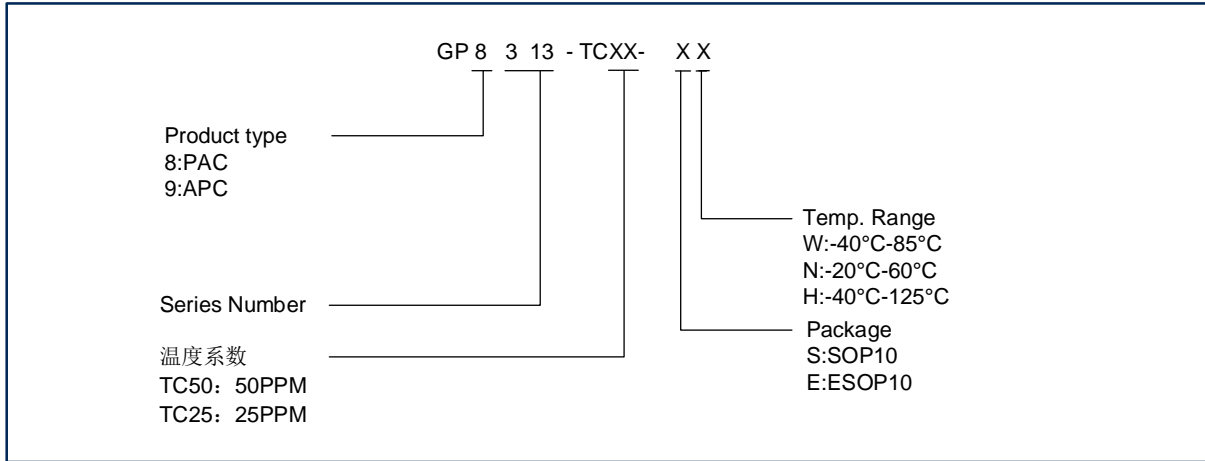 GP 8 3 13 - TCXX- X X
Product type
8:PAC
9:APC
Temp. Range
W:-40°C-85°C
N:-20°C-60°C
H:-40°C-125°C
Series Number
Package
S:SOP10
E:ESOP10
温度系数
TC50：50PPM
TC25：25PPM